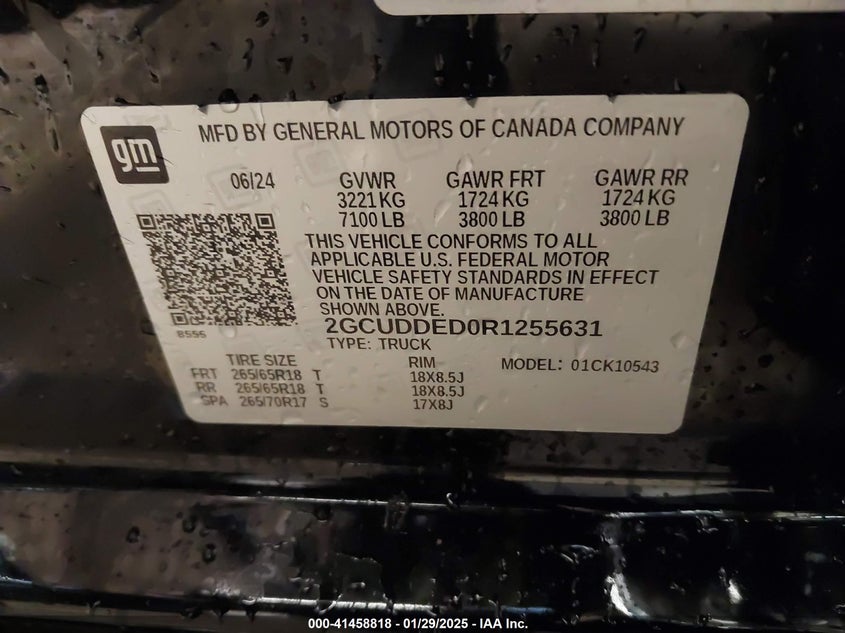 gm
MFD BY GENERAL MOTORS OF CANADA COMPANY
06/24 GVWR GAWR FRT GAWR RR
3221 KG 1724 KG 1724 KG
7100 LB 3800 LB 3800 LB
THIS VEHICLE CONFORMS TO ALL
APPLICABLE U.S. FEDERAL MOTOR
VEHICLE SAFETY STANDARDS IN EFFECT
ON THE DATE OF MANUFACTURE
SHOWN ABOVE.
2GCUDDED0R1255631
8556
TYPE: TRUCK
TIRE SIZE RIM MODEL: 01CK10543
FRT 265/65R18 T 18X8.5J
RR 265/65R18 T 18X8.5J
SPA 265/70R17 S 17X8J
000-41458818 - 01/29/2025 - IAA Inc.